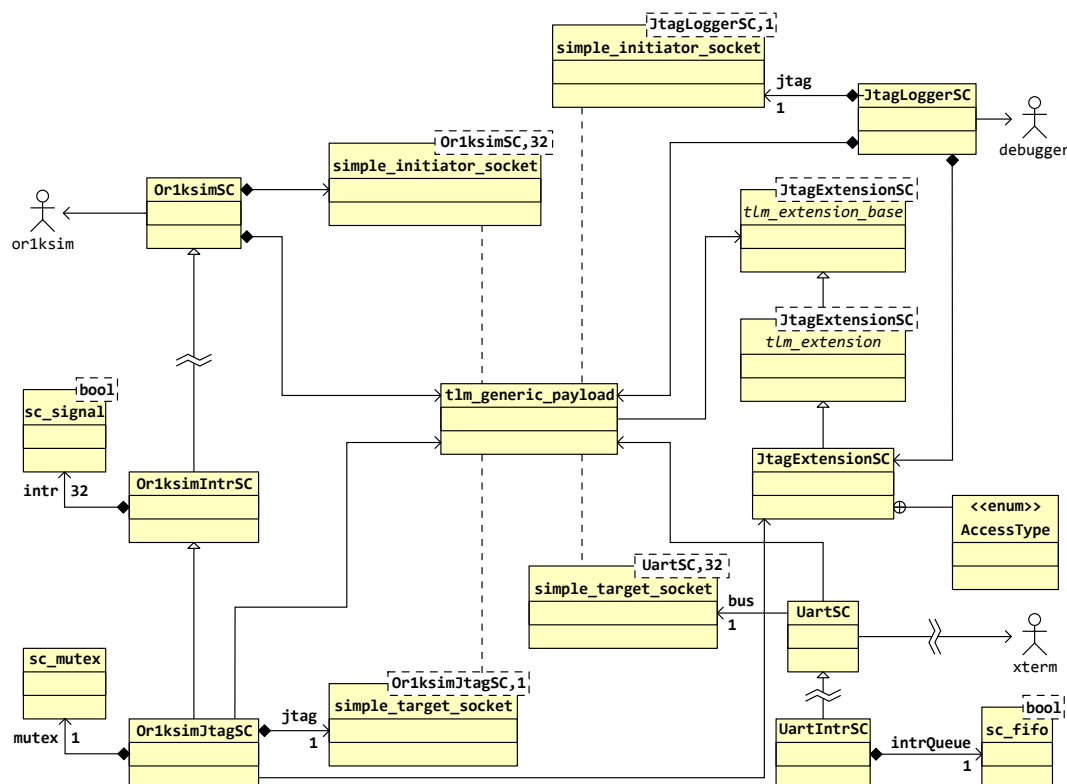 JtagLoggerSC,1
simple_initiator_socket
jtag
1
JtagLoggerSC
debugger
Or1ksimSC,32
simple_initiator_socket
Or1ksimSC
or1ksim
JtagExtensionSC
tlm_extension_base
JtagExtensionSC
tlm_extension
bool
sc_signal
tlm_generic_payload
JtagExtensionSC
intr 32
Or1ksimIntrSC
<<enum>>
AccessType
UartSC,32
simple_target_socket
bus
1
UartSC
xterm
sc_mutex
Or1ksimJtagSC,1
simple_target_socket
jtag
1
mutex 1
Or1ksimJtagSC
UartIntrSC
intrQueue
1
bool
sc_fifo